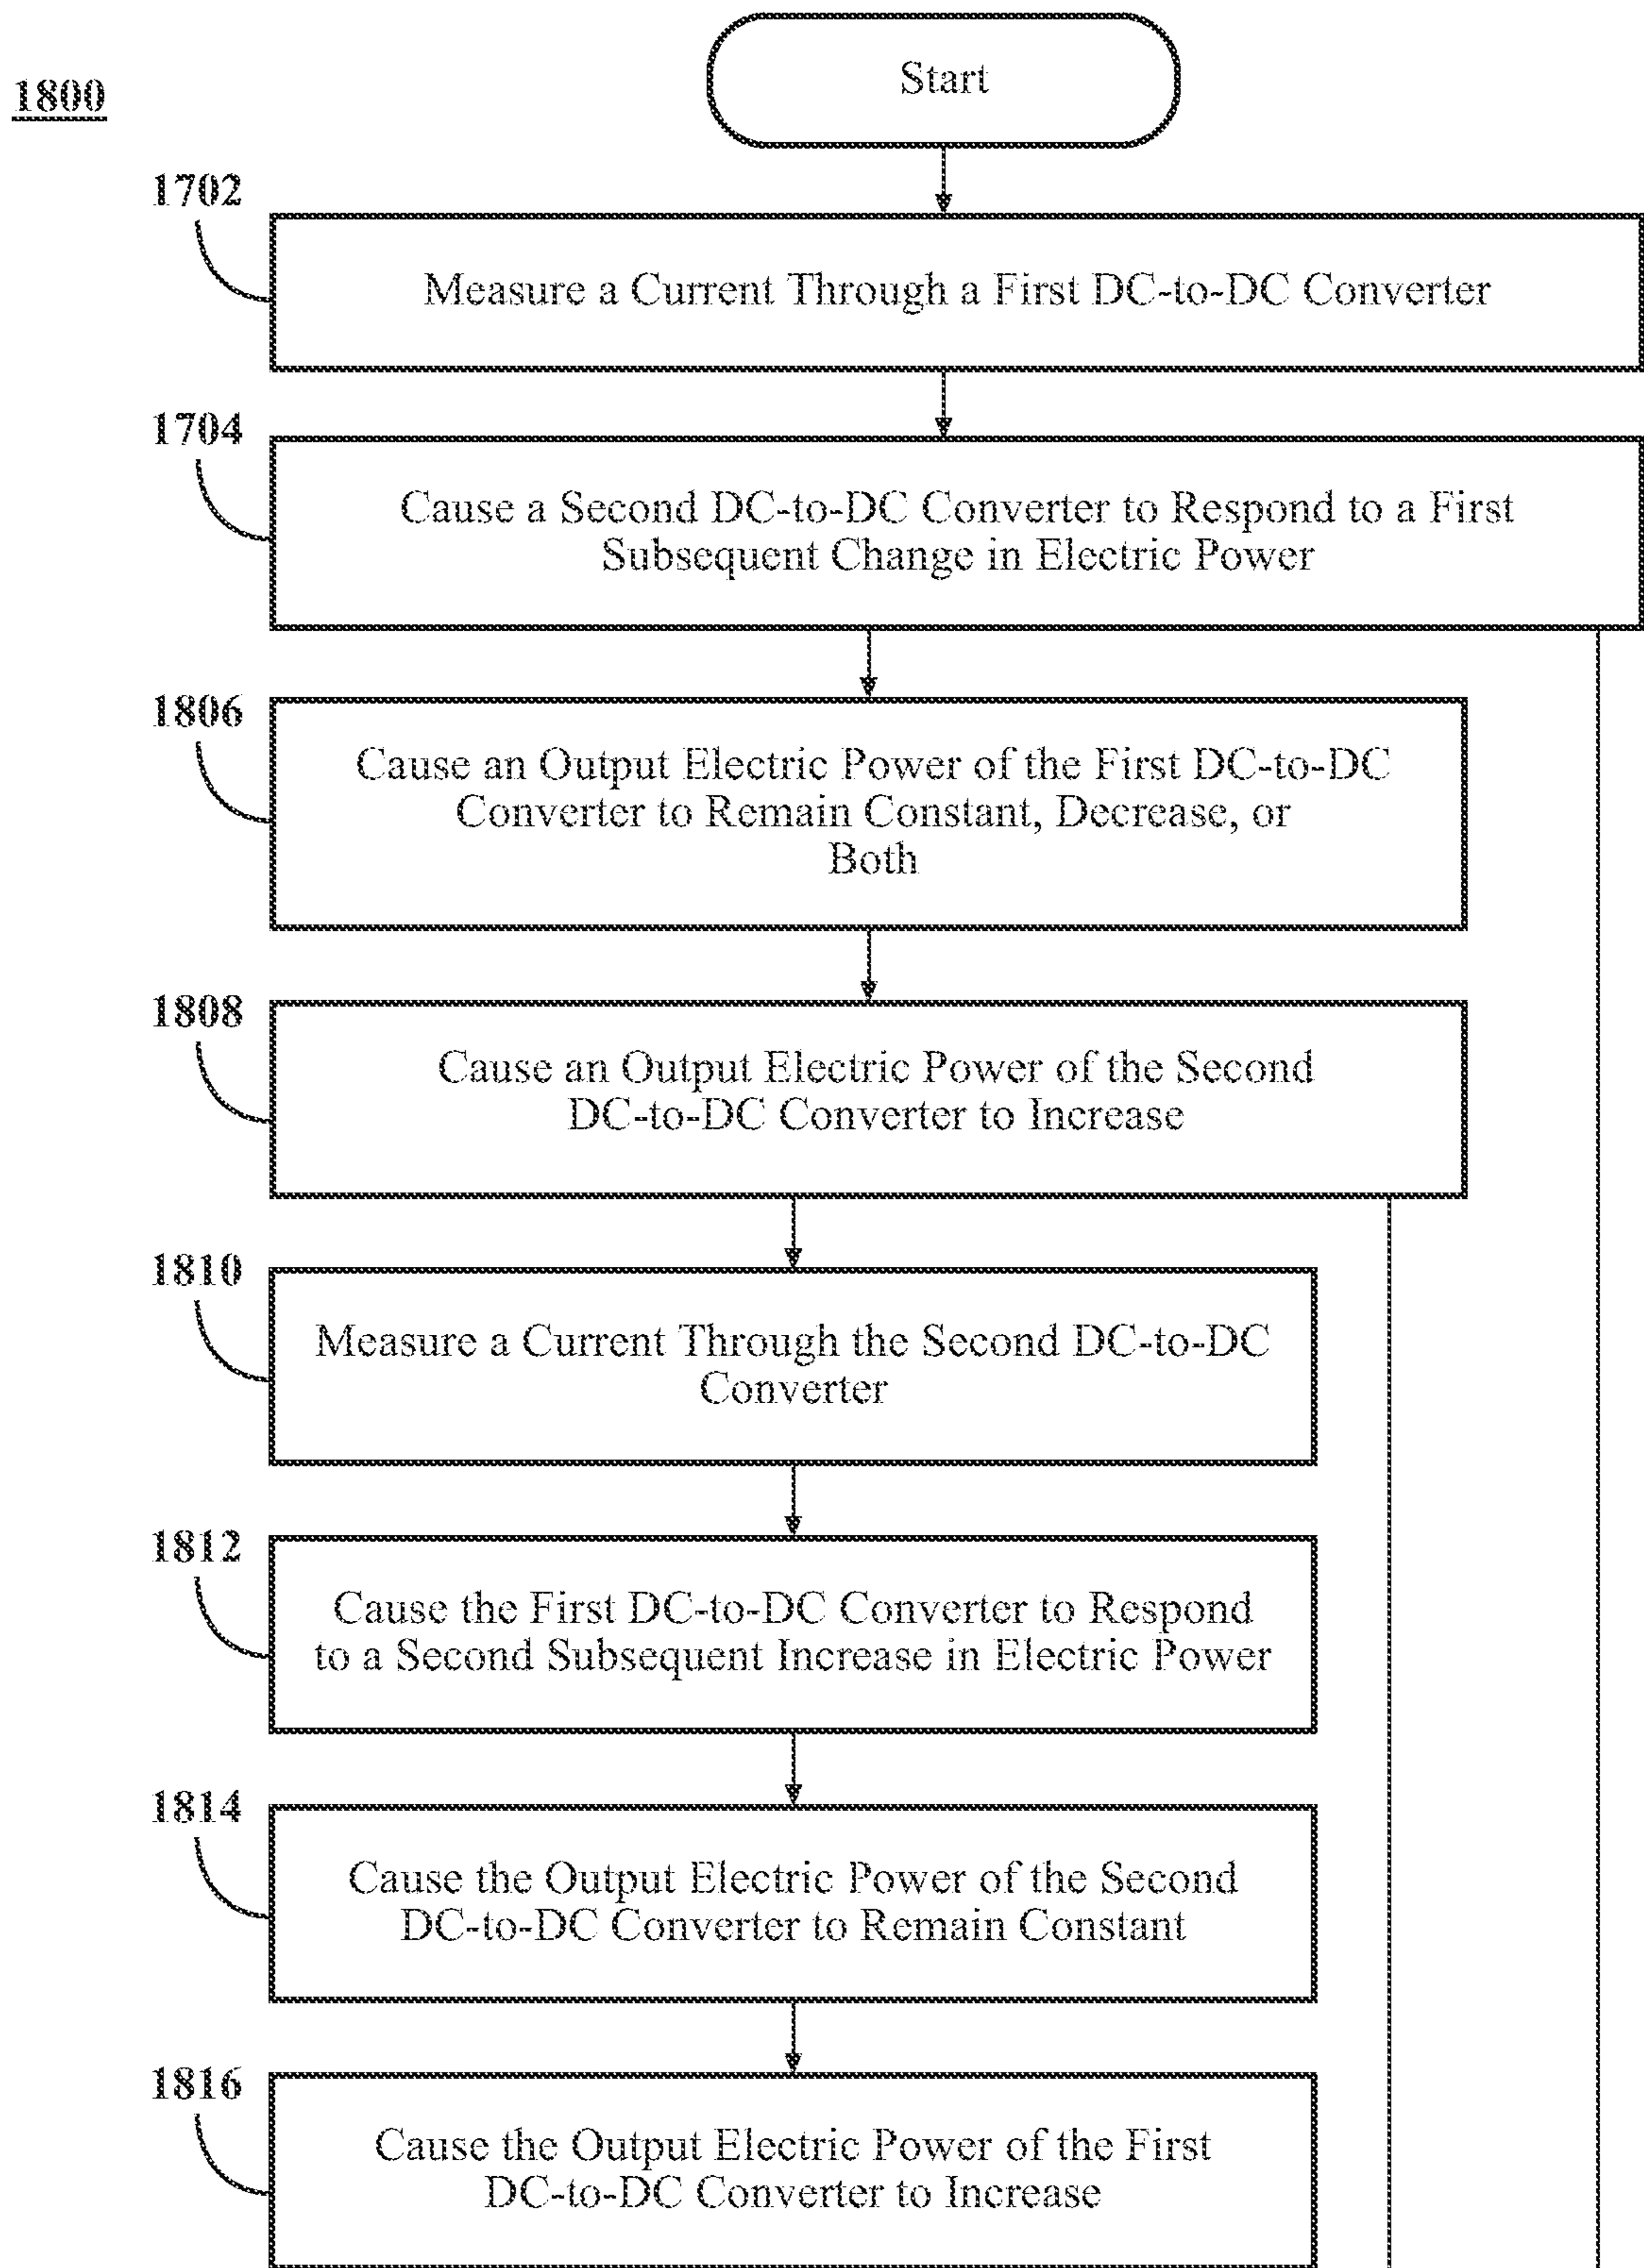 1800
Start
1702
Measure a Current Through a First DC-to-DC Converter
1704
Cause a Second DC-to-DC Converter to Respond to a First
Subsequent Change in Electric Power
1806
Cause an Output Electric Power of the First DC-to-DC
Converter to Remain Constant, Decrease, or
Both
1808
Cause an Output Electric Power of the Second
DC-to-DC Converter to Increase
1810
Measure a Current Through the Second DC-to-DC
Converter
1812
Cause the First DC-to-DC Converter to Respond
to a Second Subsequent Increase in Electric Power
1814
Cause the Output Electric Power of the Second
DC-to-DC Converter to Remain Constant
1816
Cause the Output Electric Power of the First
DC-to-DC Converter to Increase